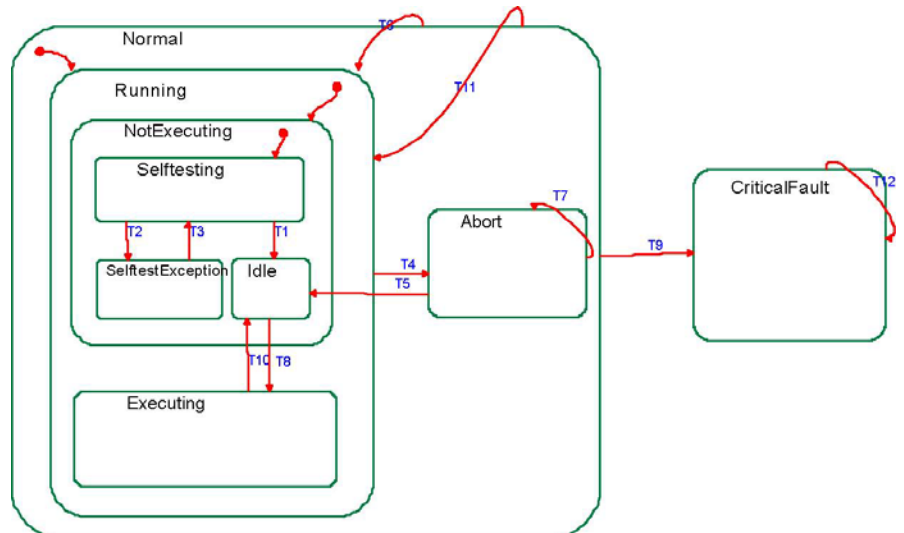 Normal
T6
Running
T11
NotExecuting
Selftesting
CriticalFault
T12
T7
Abort
T2
T3
T1
T9
SelftestException
Idle
T4
T5
T10
T8
Executing